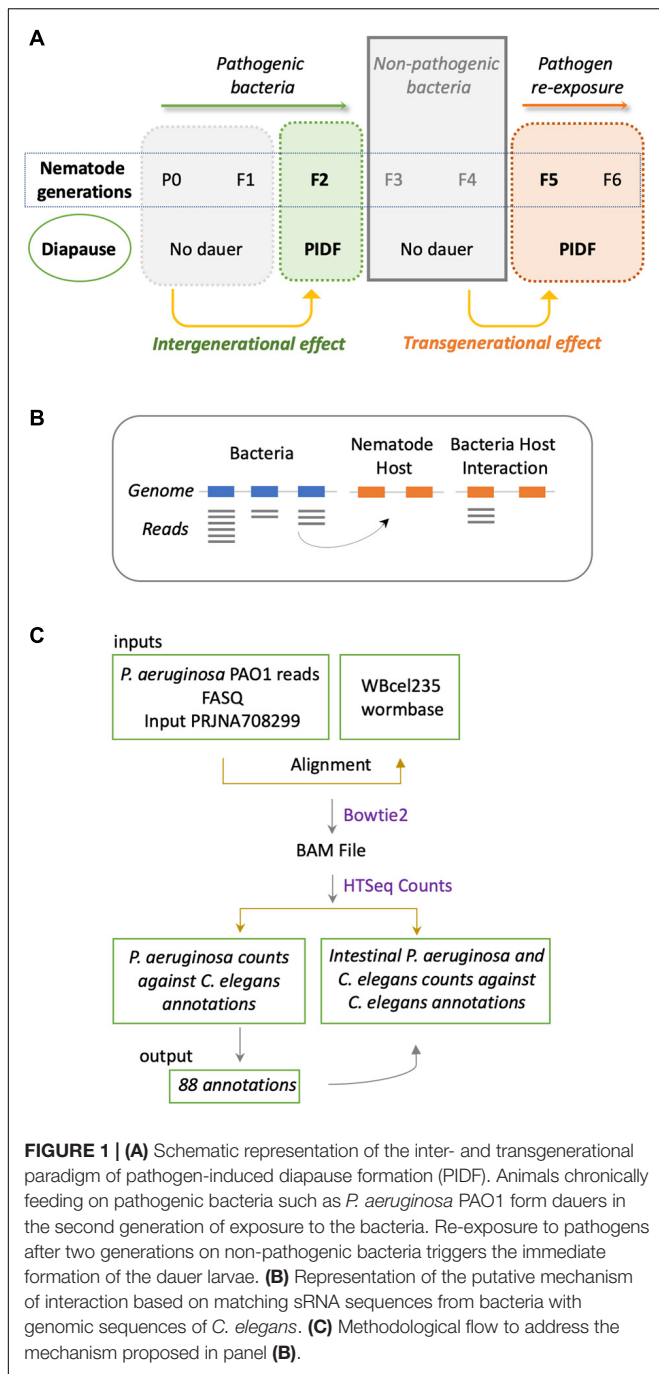 A
Pathogenic
bacteria
Non-pathogenic
bacteria
Pathogen
re-exposure
Nematode
generations
P0 F1 F2 F3 F4 F5 F6
Diapause
No dauer PIDF No dauer PIDF
Intergenerational effect
Transgenerational effect
B
Bacteria
Nematode
Host
Bacteria Host
Interaction
Genome
Reads
C
inputs
P. aeruginosa PAO1 reads
FASQ
Input PRJNA708299
WBcel235
wormbase
Alignment
Bowtie2
BAM File
HTSeq Counts
P. aeruginosa counts
against C. elegans
annotations
Intestinal P. aeruginosa and
C. elegans counts against
C. elegans annotations
output
88 annotations
FIGURE 1 | (A) Schematic representation of the inter- and transgenerational
paradigm of pathogen-induced diapause formation (PIDF). Animals chronically
feeding on pathogenic bacteria such as P. aeruginosa PAO1 form dauers in
the second generation of exposure to the bacteria. Re-exposure to pathogens
after two generations on non-pathogenic bacteria triggers the immediate
formation of the dauer larvae. (B) Representation of the putative mechanism
of interaction based on matching sRNA sequences from bacteria with
genomic sequences of C. elegans. (C) Methodological flow to address the
mechanism proposed in panel (B).